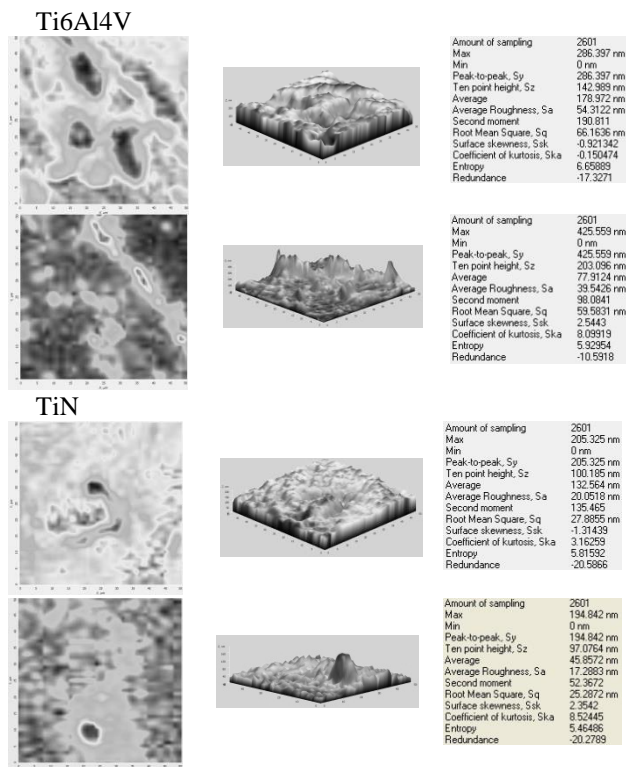 Ti6Al4V
Amount of sampling 2601
Max 286.397 nm
Min 0 nm
Peak-to-peak, Sy 286.397 nm
Ten point height, Sz 142.989 nm
Average 178.972 nm
Average Roughness, Sa 54.3122 nm
Second moment 190.811
Root Mean Square, Sq 66.1636 nm
Surface skewness, Ssk -0.921342
Coefficient of kurtosis, Ska -0.150474
Entropy 6.65889
Redundance -17.3271
Amount of sampling 2601
Max 425.559 nm
Min 0 nm
Peak-to-peak, Sy 425.559 nm
Ten point height, Sz 203.096 nm
Average 77.9124 nm
Average Roughness, Sa 39.5426 nm
Second moment 98.0841
Root Mean Square, Sq 59.5831 nm
Surface skewness, Ssk 2.5443
Coefficient of kurtosis, Ska 8.09919
Entropy 5.92954
Redundance -10.5918
TiN
Amount of sampling 2601
Max 205.325 nm
Min 0 nm
Peak-to-peak, Sy 205.325 nm
Ten point height, Sz 100.185 nm
Average 132.564 nm
Average Roughness, Sa 20.0518 nm
Second moment 135.465
Root Mean Square, Sq 27.8855 nm
Surface skewness, Ssk -1.31439
Coefficient of kurtosis, Ska 3.16259
Entropy 5.81592
Redundance -20.5866
Amount of sampling 2601
Max 194.842 nm
Min 0 nm
Peak-to-peak, Sy 194.842 nm
Ten point height, Sz 97.0764 nm
Average 45.8572 nm
Average Roughness, Sa 17.2883 nm
Second moment 52.3672
Root Mean Square, Sq 25.2872 nm
Surface skewness, Ssk 2.3542
Coefficient of kurtosis, Ska 8.52445
Entropy 5.46486
Redundance -20.2789